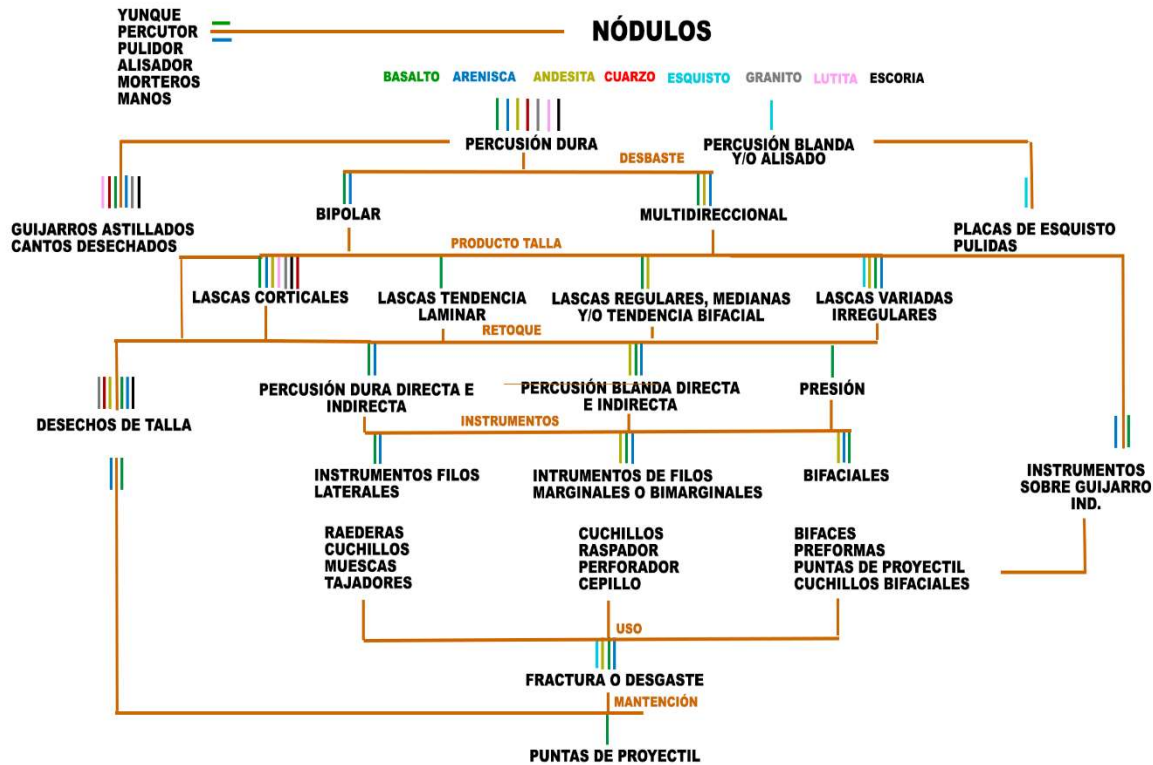 YUNQUE
PERCUTOR
PULIDOR
ALISADOR
MORTEROS
MANOS
NÓDULOS
BASALTO ARENISCA ANDESITA CUARZO ESQUISTO GRANITO LUTITA ESCORIA
PERCUSIÓN DURA
PERCUSIÓN BLANDA
Y/O ALISADO
DESBASTE
BIPOLAR
MULTIDIRECCIONAL
GUIJARROS ASTILLADOS
CANTOS DESECHADOS
PLACAS DE ESQUISTO
PULIDAS
PRODUCTO TALLA
LASCAS CORTICALES
LASCAS TENDENCIA
LAMINAR
LASCAS REGULARES, MEDIANAS
Y/O TENDENCIA BIFACIAL
LASCAS VARIADAS
IRREGULARES
RETOQUE
PERCUSIÓN DURA DIRECTA E
INDIRECTA
PERCUSIÓN BLANDA DIRECTA
E INDIRECTA
PRESIÓN
DESECHOS DE TALLA
INSTRUMENTOS
INSTRUMENTOS FILOS
LATERALES
INTRUMENTOS DE FILOS
MARGINALES O BIMARGINALES
BIFACIALES
INSTRUMENTOS
SOBRE GUIJARRO
IND.
RAEDERAS
CUCHILLOS
MUESCAS
TAJADORES
CUCHILLOS
RASPADOR
PERFORADOR
CEPILLO
BIFACES
PREFORMAS
PUNTAS DE PROYECTIL
CUCHILLOS BIFACIALES
USO
FRACTURA O DESGASTE
MANTENCIÓN
PUNTAS DE PROYECTIL